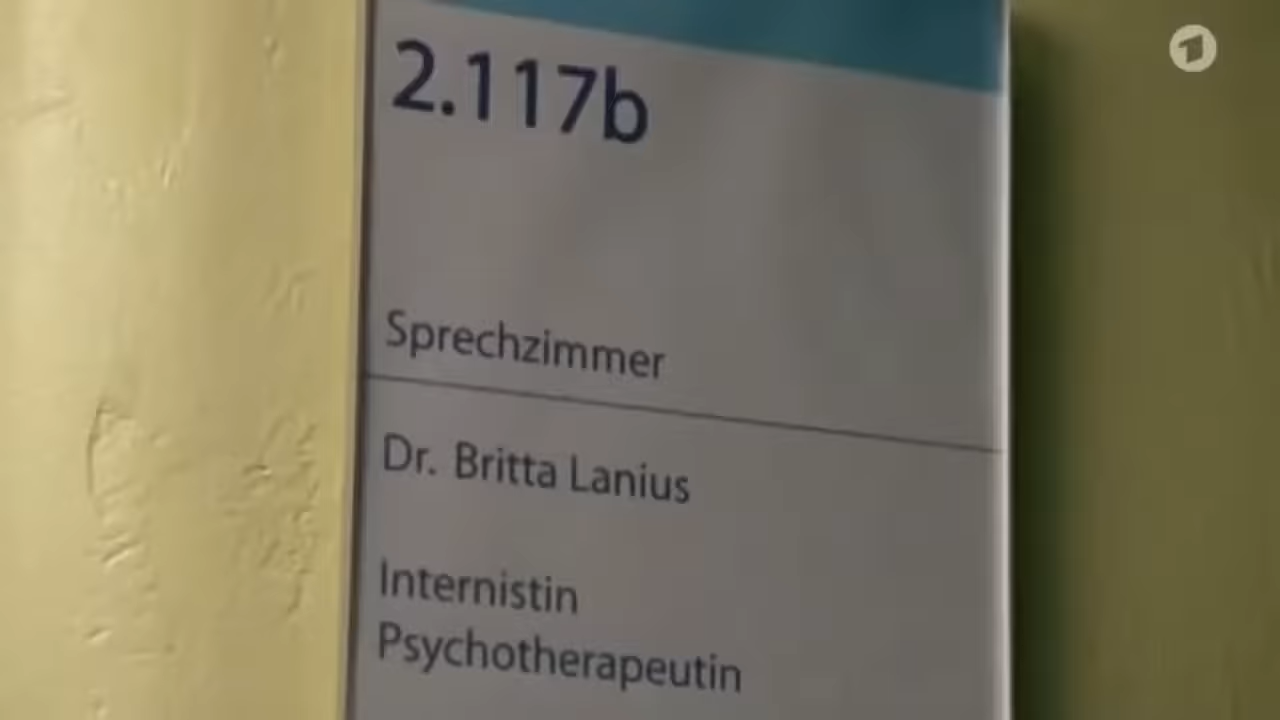 2.117b
Sprechzimmer
Dr. Britta Lanius
Internistin
Psychotherapeutin